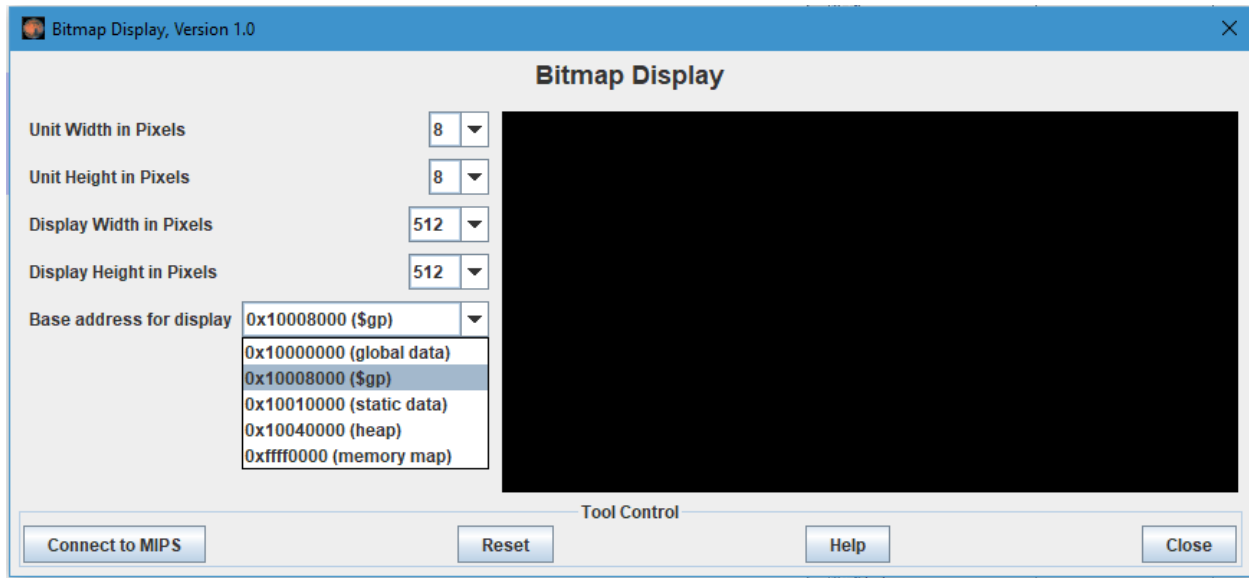 Bitmap Display, Version 1.0
Bitmap Display
Unit Width in Pixels 8
Unit Height in Pixels 8
Display Width in Pixels 512
Display Height in Pixels 512
Base address for display 0x10008000 ($gp)
0x10000000 (global data)
0x10008000 ($gp)
0x10010000 (static data)
0x10040000 (heap)
0xffff0000 (memory map)
Tool Control
Connect to MIPS Reset Help Close